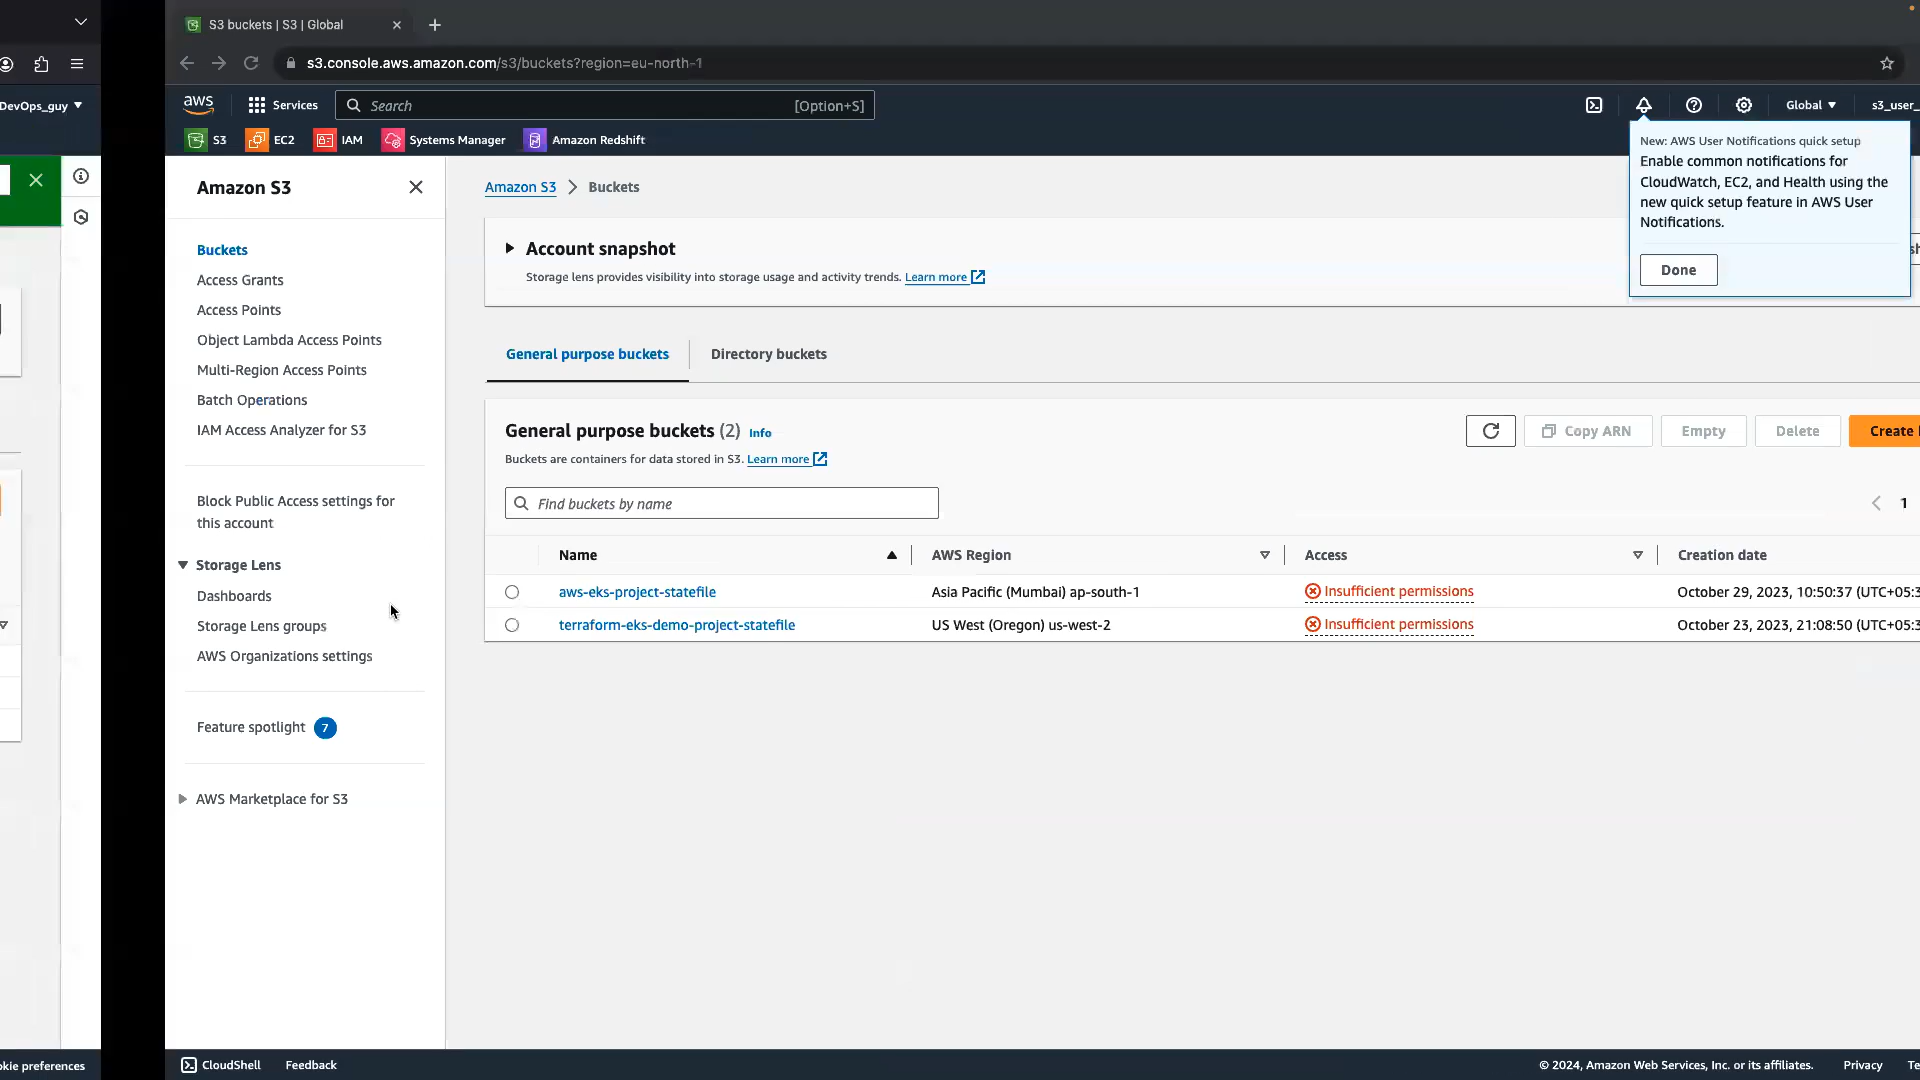 S3 buckets | S3 | Global
s3.console.aws.amazon.com/s3/buckets?region=eu-north-1
DevOps_guy
aws
Services
Search
[Option+S]
Global
s3_user_
S3
EC2
IAM
Systems Manager
Amazon Redshift
New: AWS User Notifications quick setup
Enable common notifications for
CloudWatch, EC2, and Health using the
new quick setup feature in AWS User
Notifications.
Done
Amazon S3
Buckets
Access Grants
Access Points
Object Lambda Access Points
Multi-Region Access Points
Batch Operations
IAM Access Analyzer for S3
Block Public Access settings for
this account
Storage Lens
Dashboards
Storage Lens groups
AWS Organizations settings
Feature spotlight 7
AWS Marketplace for S3
Amazon S3 > Buckets
Account snapshot
Storage lens provides visibility into storage usage and activity trends. Learn more
General purpose buckets
Directory buckets
General purpose buckets (2) Info
Buckets are containers for data stored in S3. Learn more
Copy ARN
Empty
Delete
Create
Find buckets by name
1
Name
AWS Region
Access
Creation date
aws-eks-project-statefile
Asia Pacific (Mumbai) ap-south-1
Insufficient permissions
October 29, 2023, 10:50:37 (UTC+05:3
terraform-eks-demo-project-statefile
US West (Oregon) us-west-2
Insufficient permissions
October 23, 2023, 21:08:50 (UTC+05:3
okie preferences
CloudShell
Feedback
© 2024, Amazon Web Services, Inc. or its affiliates.
Privacy
Te